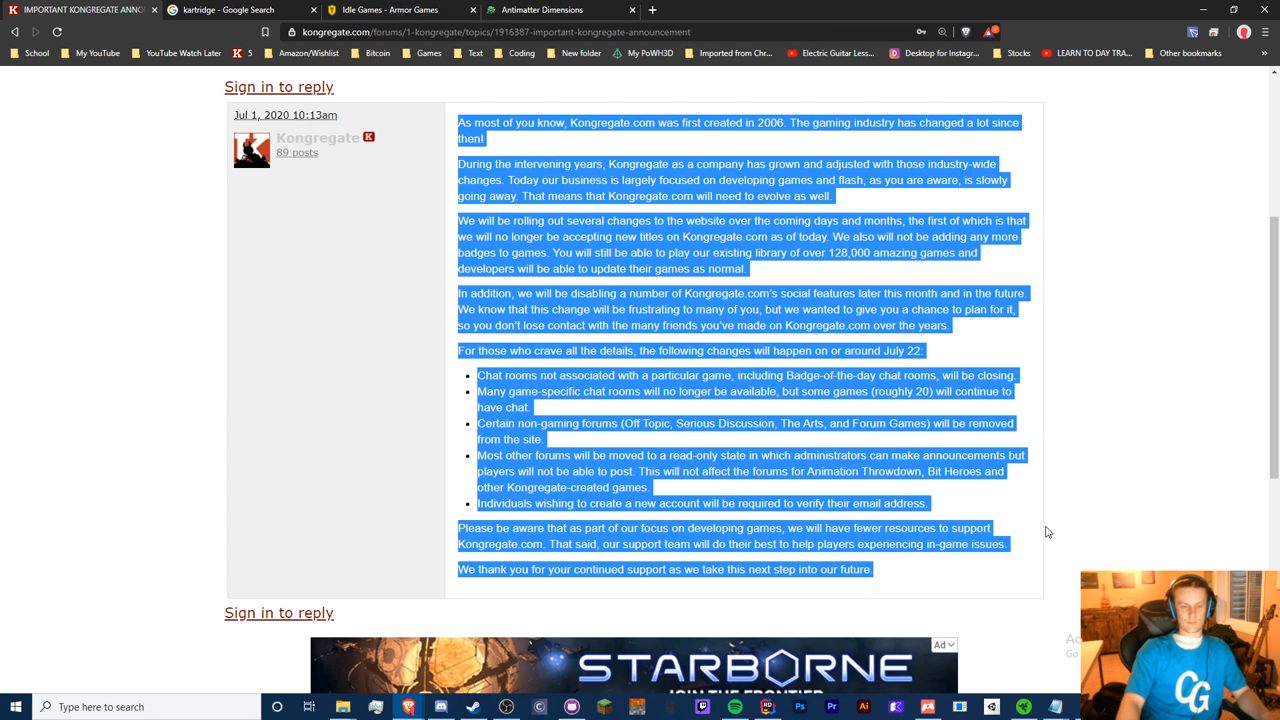 IMPORTANT KONGREGATE ANNO
kartridge - Google Search
Idle Games - Armor Games
Antimatter Dimensions
kongregate.com/forums/1-kongregate/topics/1916387-important-kongregate-announcement
School
My YouTube
YouTube Watch Later
5
Amazon/Wishlist
Bitcoin
Games
Text
Coding
New folder
My PoWH3D
Imported from Chr...
Electric Guitar Less...
Desktop for Instagr...
Stocks
LEARN TO DAY TRA...
Other bookmarks
Sign in to reply
Jul 1, 2020 10:13am
Kongregate K
89 posts
As most of you know, Kongregate.com was first created in 2006. The gaming industry has changed a lot since
then!
During the intervening years, Kongregate as a company has grown and adjusted with those industry-wide
changes. Today our business is largely focused on developing games and flash, as you are aware, is slowly
going away. That means that Kongregate.com will need to evolve as well.
We will be rolling out several changes to the website over the coming days and months, the first of which is that
we will no longer be accepting new titles on Kongregate.com as of today. We also will not be adding any more
badges to games. You will still be able to play our existing library of over 128,000 amazing games and
developers will be able to update their games as normal.
In addition, we will be disabling a number of Kongregate.com's social features later this month and in the future.
We know that this change will be frustrating to many of you, but we wanted to give you a chance to plan for it,
so you don't lose contact with the many friends you've made on Kongregate.com over the years.
For those who crave all the details, the following changes will happen on or around July 22:
Chat rooms not associated with a particular game, including Badge-of-the-day chat rooms, will be closing.
Many game-specific chat rooms will no longer be available, but some games (roughly 20) will continue to
have chat.
Certain non-gaming forums (Off Topic, Serious Discussion, The Arts, and Forum Games) will be removed
from the site.
Most other forums will be moved to a read-only state in which administrators can make announcements but
players will not be able to post. This will not affect the forums for Animation Throwdown, Bit Heroes and
other Kongregate-created games.
Individuals wishing to create a new account will be required to verify their email address.
Please be aware that as part of our focus on developing games, we will have fewer resources to support
Kongregate.com. That said, our support team will do their best to help players experiencing in-game issues.
We thank you for your continued support as we take this next step into our future.
Sign in to reply
Ad
STARBORNE
JOIN THE FRONTIER
Go
CG
Type here to search